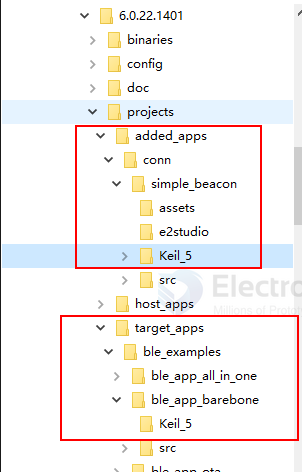 6.0.22.1401
binaries
config
doc
projects
added_apps
conn
simple_beacon
assets
e2studio
Keil_5
src
host_apps
target_apps
ble_examples
ble_app_all_in_one
ble_app_barebone
Keil_5
src
ble_app_ota
Electro